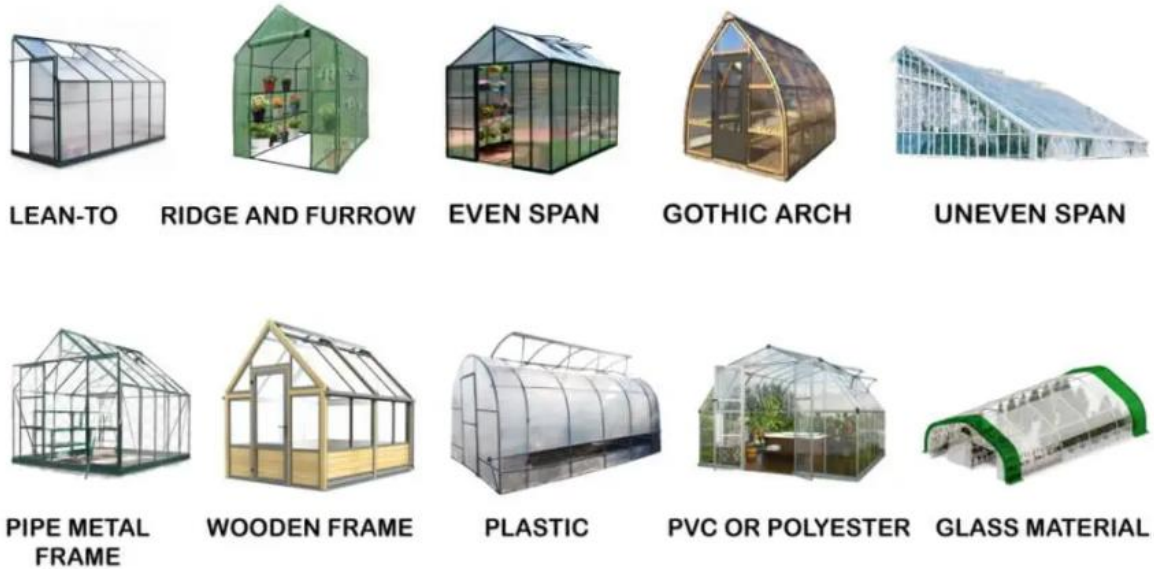 LEAN-TO
RIDGE AND FURROW
EVEN SPAN
GOTHIC ARCH
UNEVEN SPAN
PIPE METAL
FRAME
WOODEN FRAME
PLASTIC
PVC OR POLYESTER
GLASS MATERIAL